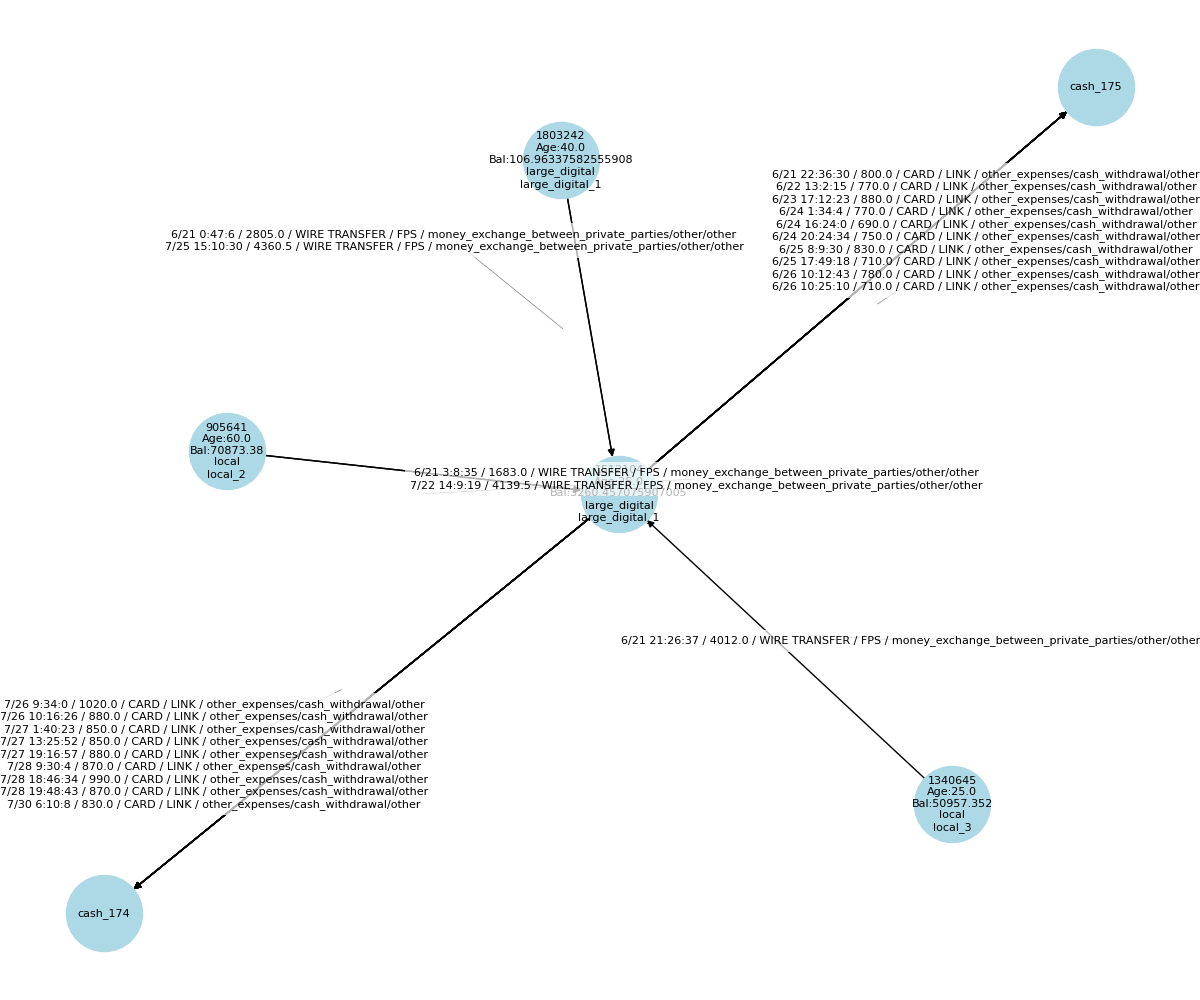 cash_175
1803242
Age:40.0
Bal:106.96337582555908
large_digital
large_digital_1
6/21 22:36:30 / 800.0 / CARD / LINK / other_expenses/cash_withdrawal/other
6/22 13:2:15 / 770.0 / CARD / LINK / other_expenses/cash_withdrawal/other
6/23 17:12:23 / 880.0 / CARD / LINK / other_expenses/cash_withdrawal/other
6/24 1:34:4 / 770.0 / CARD / LINK / other_expenses/cash_withdrawal/other
6/24 16:24:0 / 690.0 / CARD / LINK / other_expenses/cash_withdrawal/other
6/24 20:24:34 / 750.0 / CARD / LINK / other_expenses/cash_withdrawal/other
6/25 8:9:30 / 830.0 / CARD / LINK / other_expenses/cash_withdrawal/other
6/25 17:49:18 / 710.0 / CARD / LINK / other_expenses/cash_withdrawal/other
6/26 10:12:43 / 780.0 / CARD / LINK / other_expenses/cash_withdrawal/other
6/26 10:25:10 / 710.0 / CARD / LINK / other_expenses/cash_withdrawal/other
6/21 0:47:6 / 2805.0 / WIRE TRANSFER / FPS / money_exchange_between_private_parties/other/other
7/25 15:10:30 / 4360.5 / WIRE TRANSFER / FPS / money_exchange_between_private_parties/other/other
905641
Age:60.0
Bal:70873.38
local
local_2
6/21 3:8:35 / 1683.0 / WIRE TRANSFER / FPS / money_exchange_between_private_parties/other/other
7/22 14:9:19 / 4139.5 / WIRE TRANSFER / FPS / money_exchange_between_private_parties/other/other
large_digital
large_digital_1
6/21 21:26:37 / 4012.0 / WIRE TRANSFER / FPS / money_exchange_between_private_parties/other/other
7/26 9:34:0 / 1020.0 / CARD / LINK / other_expenses/cash_withdrawal/other
7/26 10:16:26 / 880.0 / CARD / LINK / other_expenses/cash_withdrawal/other
7/27 1:40:23 / 850.0 / CARD / LINK / other_expenses/cash_withdrawal/other
7/27 13:25:52 / 850.0 / CARD / LINK / other_expenses/cash_withdrawal/other
7/27 19:16:57 / 880.0 / CARD / LINK / other_expenses/cash_withdrawal/other
7/28 9:30:4 / 870.0 / CARD / LINK / other_expenses/cash_withdrawal/other
7/28 18:46:34 / 990.0 / CARD / LINK / other_expenses/cash_withdrawal/other
7/28 19:48:43 / 870.0 / CARD / LINK / other_expenses/cash_withdrawal/other
7/30 6:10:8 / 830.0 / CARD / LINK / other_expenses/cash_withdrawal/other
1340645
Age:25.0
Bal:50957.352
local
local_3
cash_174